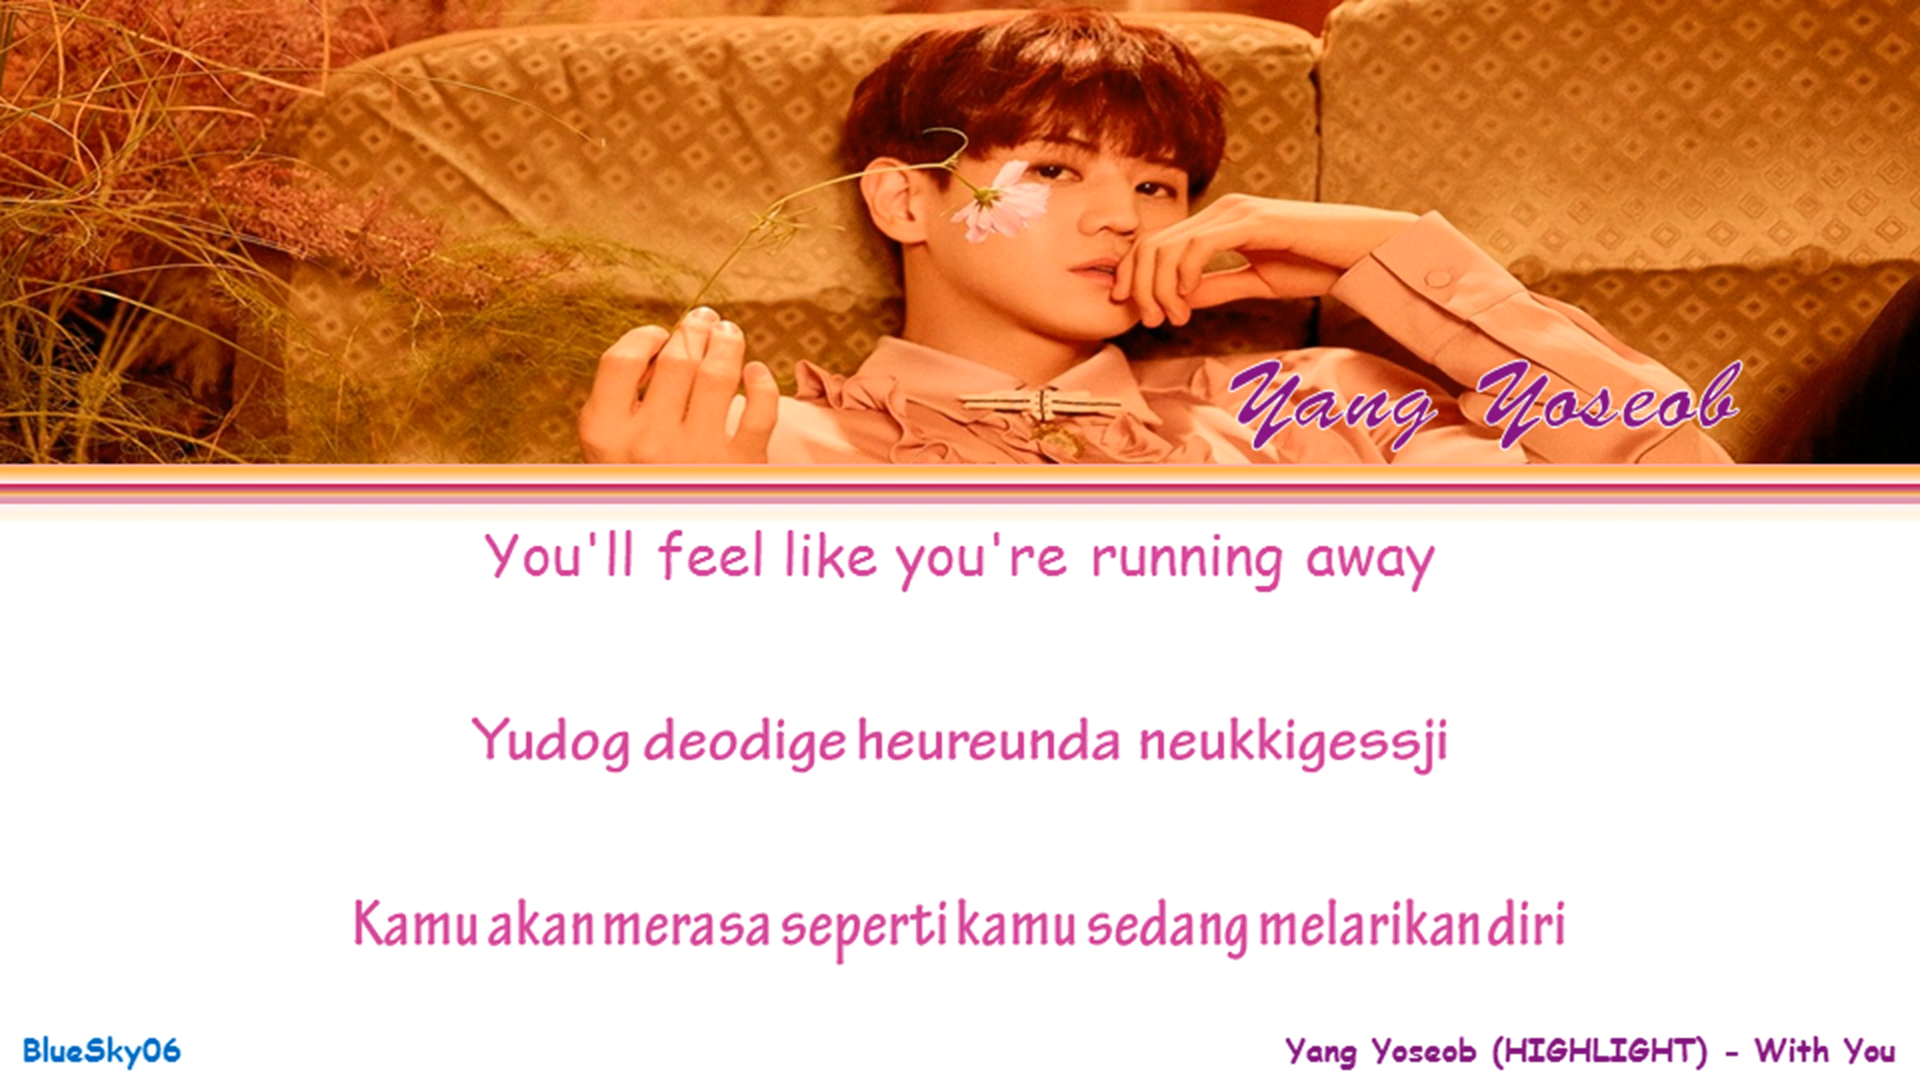 Yang Yoseob
You'll feel like you're running away
Yudog deodige heureunda neukkigessji
Kamu akan merasa seperti kamu sedang melarikan diri
BlueSky06
Yang Yoseob (HIGHLIGHT) - With You